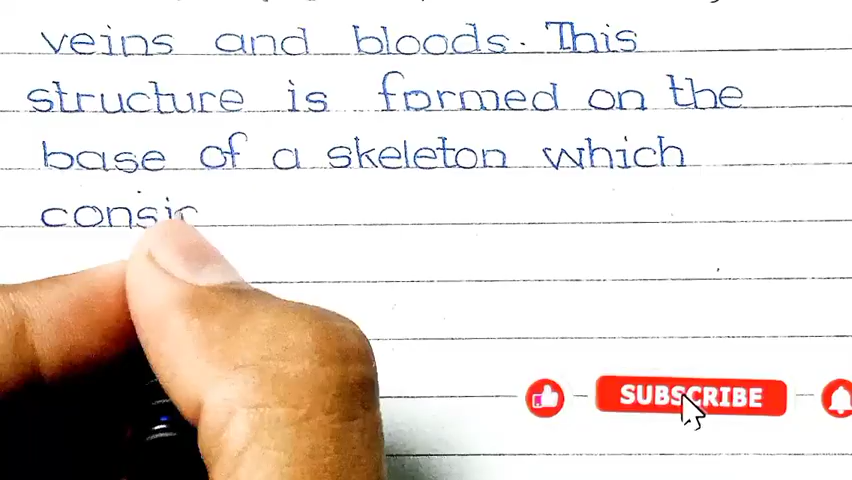 veins and bloods. This
structure is formed on the
base of a skeleton which
SUBSCRIBE